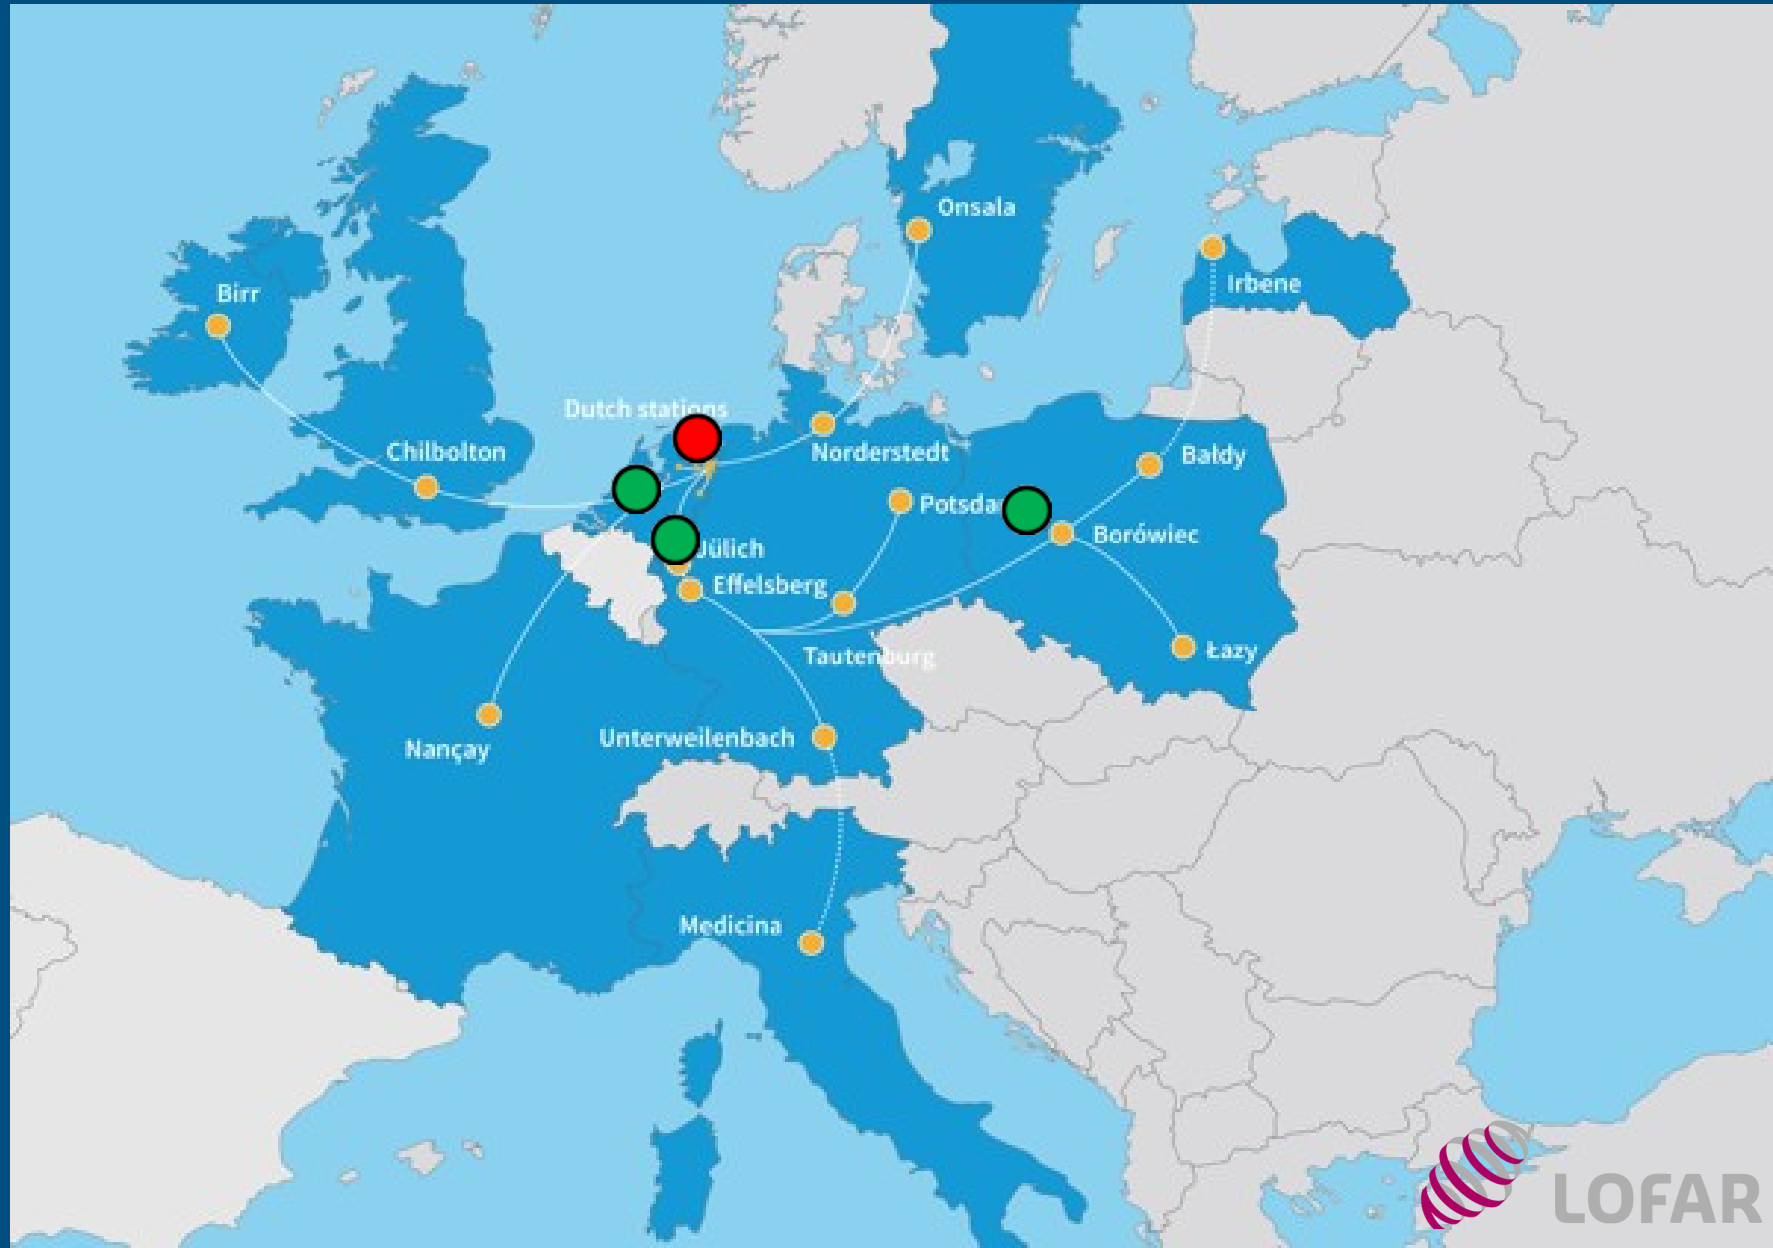 Onsala
Irbene
Birr
Dutch stations
Chilbolton
Norderstedt
Bałdy
Potsda
Borówiec
Jülich
Effelsberg
Łazy
Tautenburg
Unterweilenbach
Nançay
Medicina
LOFAR